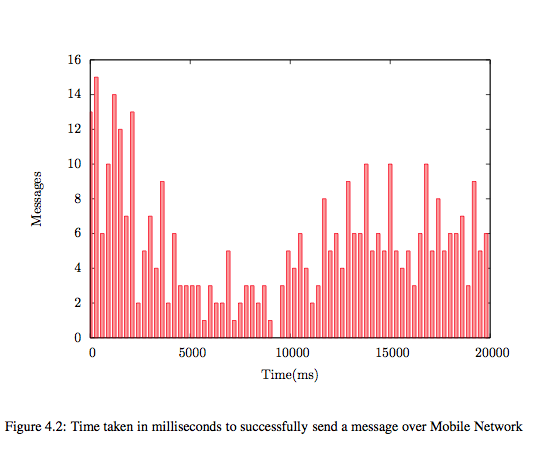 16
14
12
10
8
6
4
2
0
Messages
0 5000 10000 15000 20000
Time(ms)
Figure 4.2: Time taken in milliseconds to successfully send a message over Mobile Network